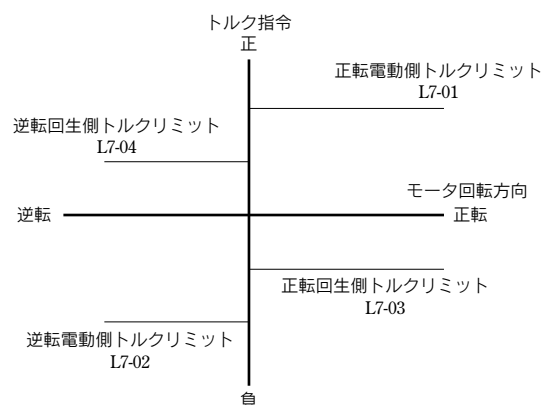 トルク指令
正
正転電動側トルクリミット
L7-01
逆転回生側トルクリミット
L7-04
モータ回転方向
逆転
正転
正転回生側トルクリミット
L7-03
逆転電動側トルクリミット
L7-02
負